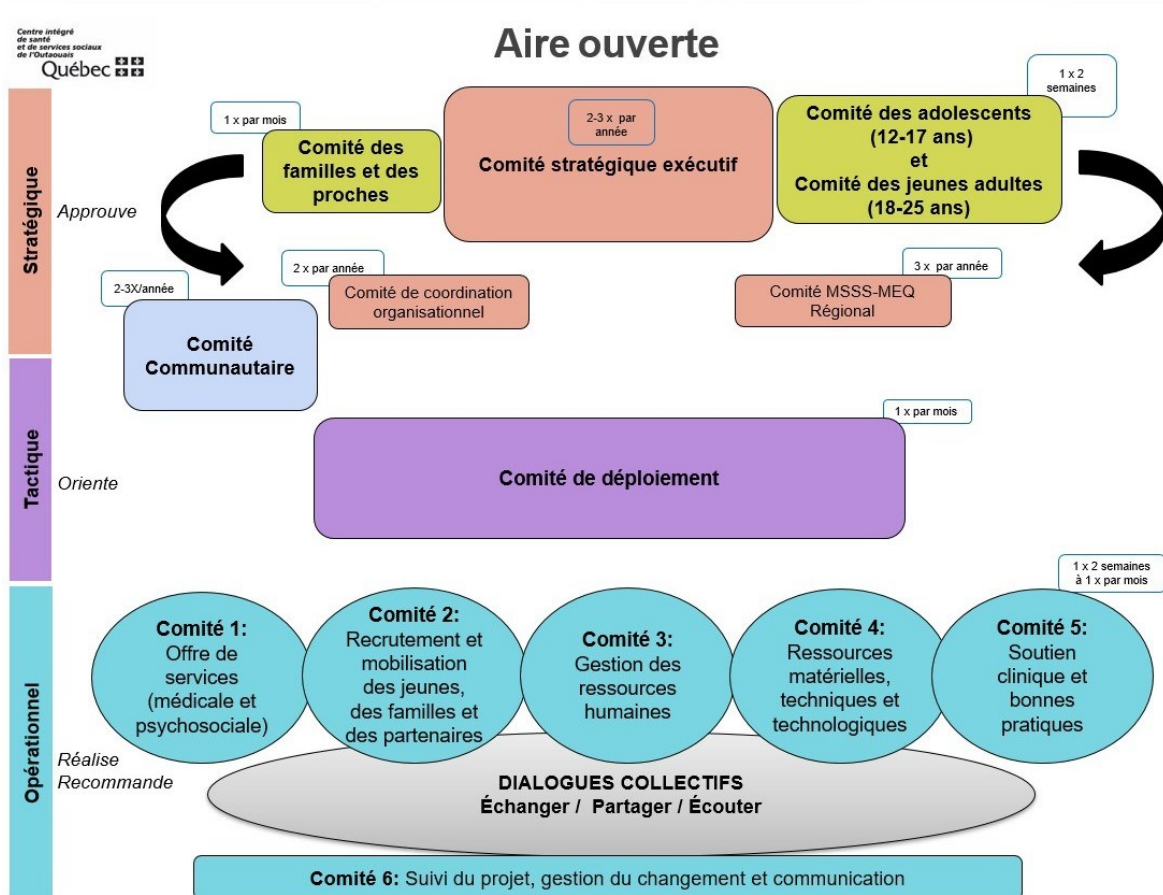 Centre intégré
de santé
et de services sociaux
de l'Outaouais
Québec
Aire ouverte
Stratégique
Approuve
1 x par mois
Comité des
familles et des
proches
2-3 x par
année
Comité stratégique exécutif
1 x 2
semaines
Comité des adolescents
(12-17 ans)
et
Comité des jeunes adultes
(18-25 ans)
2-3X/année
Comité
Communautaire
2 x par année
Comité de coordination
organisationnel
3 x par année
Comité MSSS-MEQ
Régional
Tactique
Oriente
1 x par mois
Comité de déploiement
Opérationnel
Réalise
Recommande
1 x 2 semaines
à 1 x par mois
Comité 1:
Offre de
services
(médicale et
psychosociale)
Comité 2:
Recrutement et
mobilisation
des jeunes,
des familles et
des partenaires
Comité 3:
Gestion des
ressources
humaines
Comité 4:
Ressources
matérielles,
techniques et
technologiques
Comité 5:
Soutien
clinique et
bonnes
pratiques
DIALOGUES COLLECTIFS
Échanger / Partager / Écouter
Comité 6: Suivi du projet, gestion du changement et communication